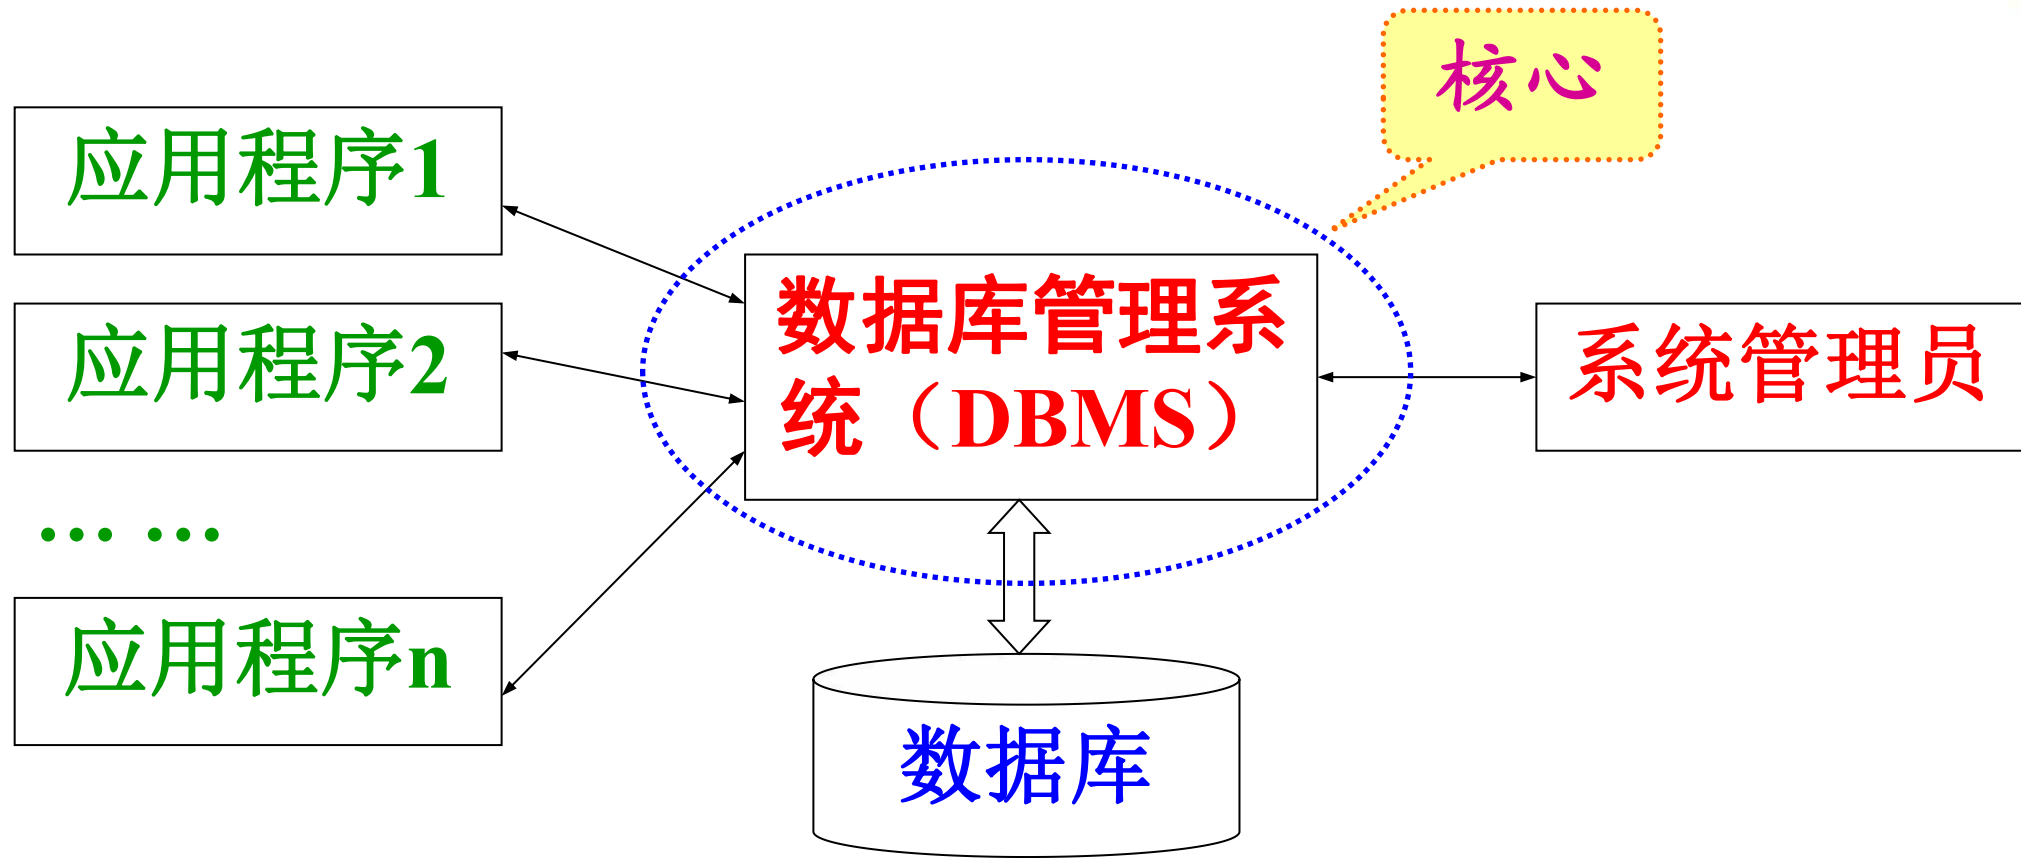 核心
应用程序1
数据库管理系
统（DBMS）
应用程序2
系统管理员
… …
应用程序n
数据库